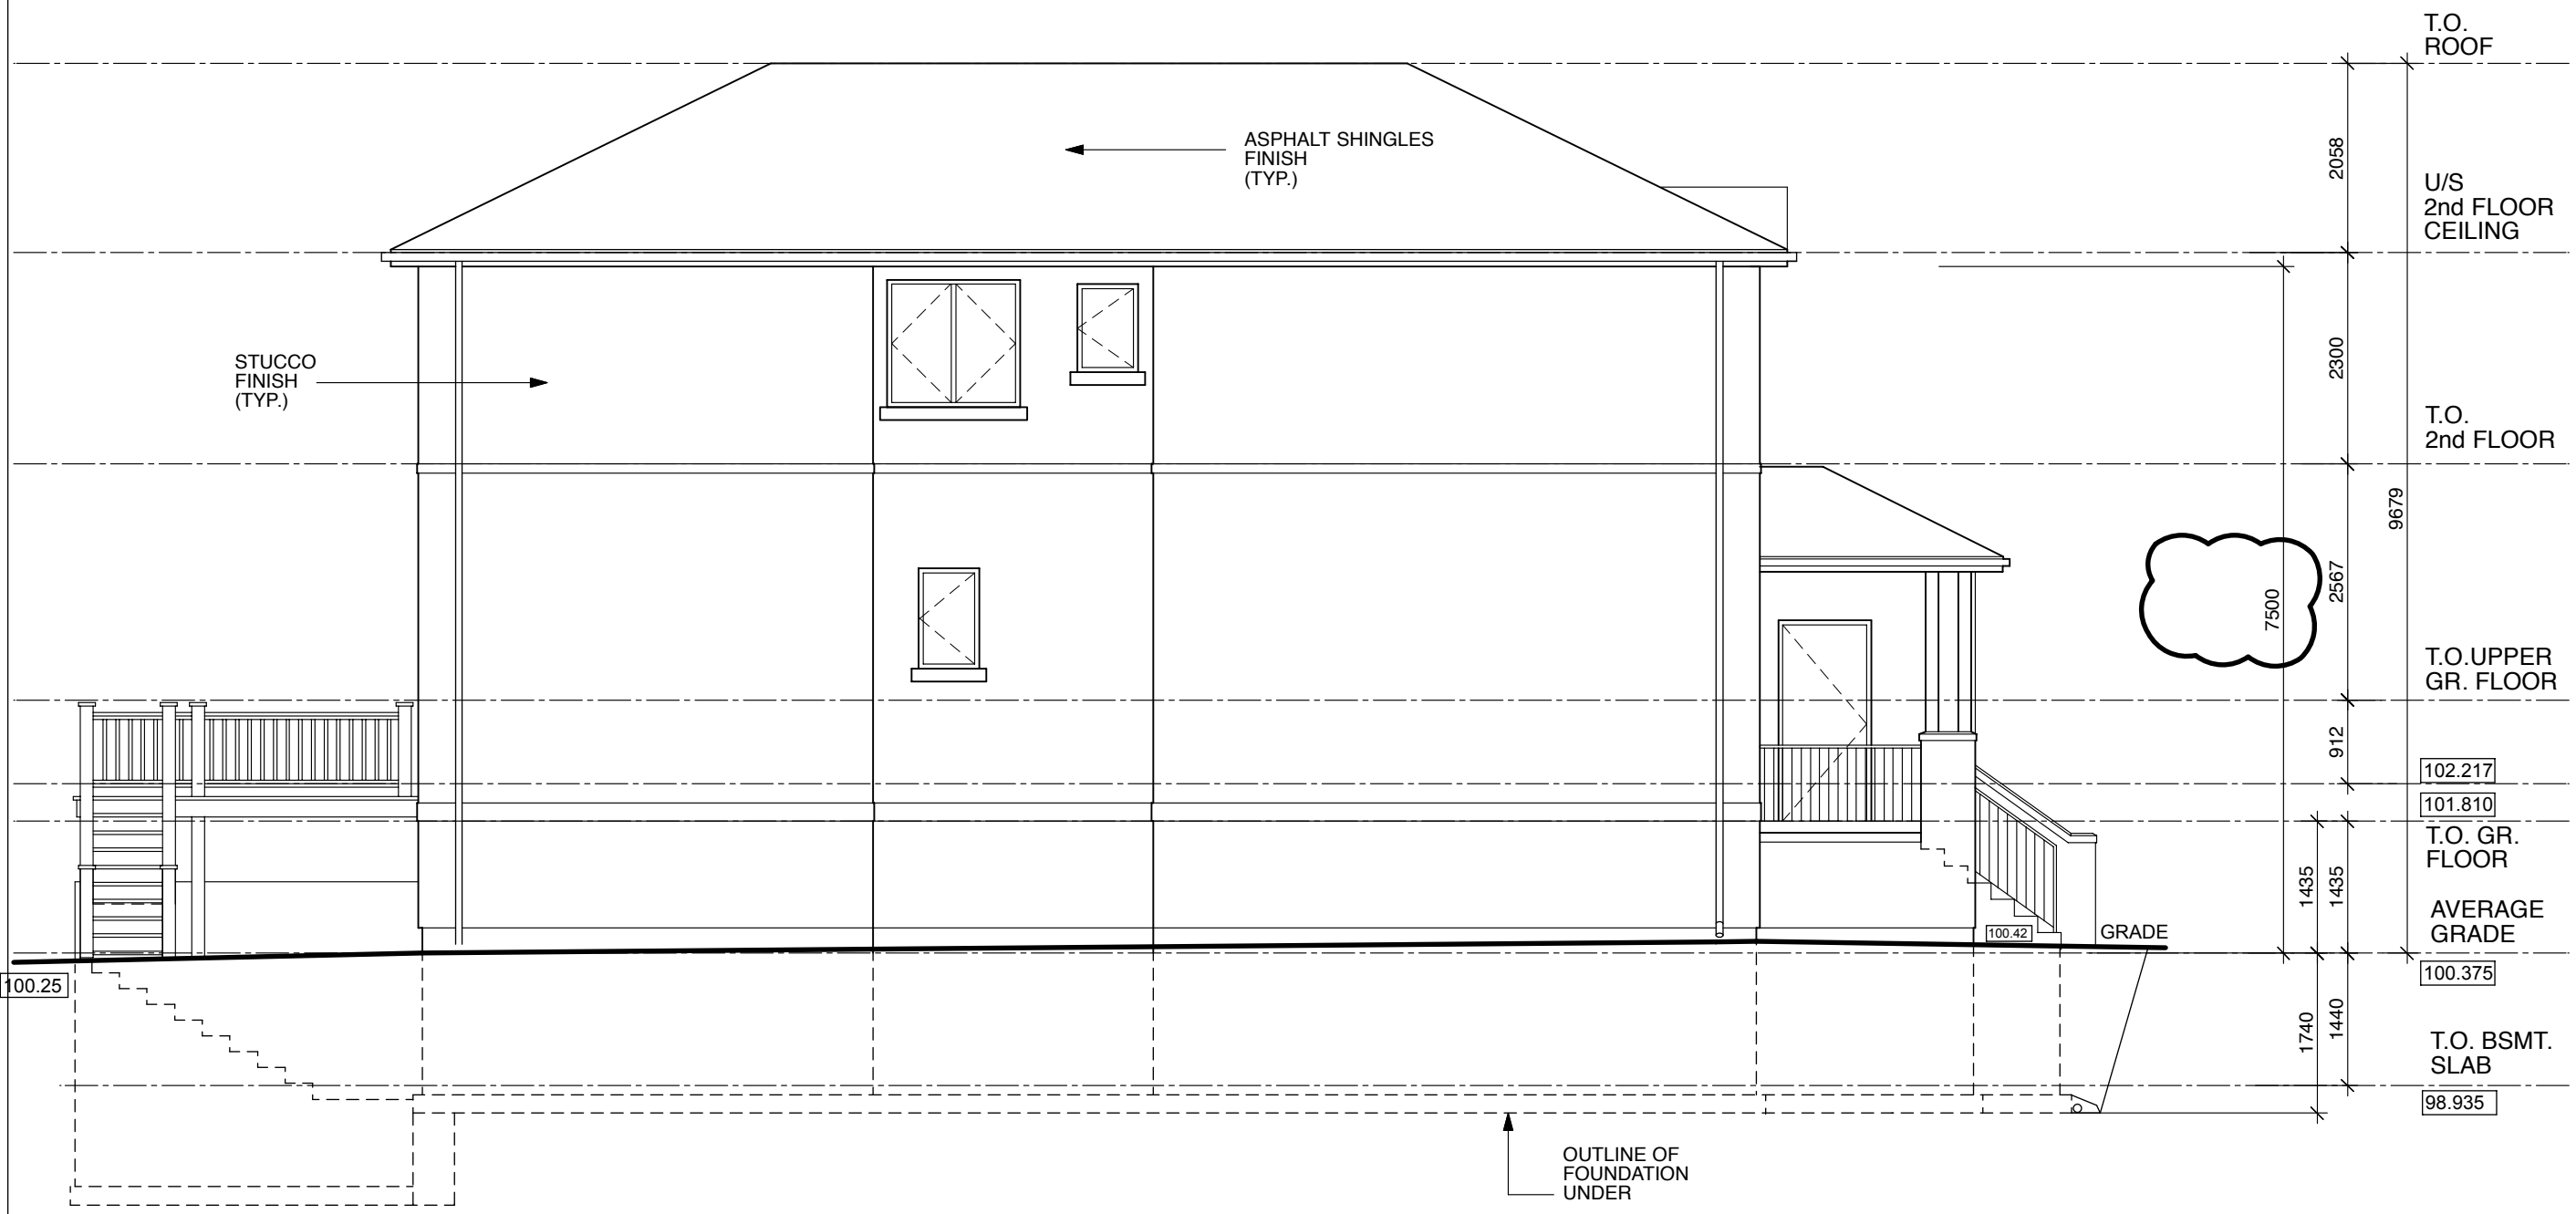 T.O.
ROOF
ASPHALT SHINGLES
FINISH
(TYP.)
2058
U/S
2nd FLOOR
CEILING
STUCCO
FINISH
(TYP.)
2300
T.O.
2nd FLOOR
9679
2567
7500
T.O.UPPER
GR. FLOOR
912
102.217
101.810
T.O. GR.
FLOOR
1435
1435
AVERAGE
GRADE
100.42
GRADE
100.25
100.375
1740
1440
T.O. BSMT.
SLAB
98.935
OUTLINE OF
FOUNDATION
UNDER